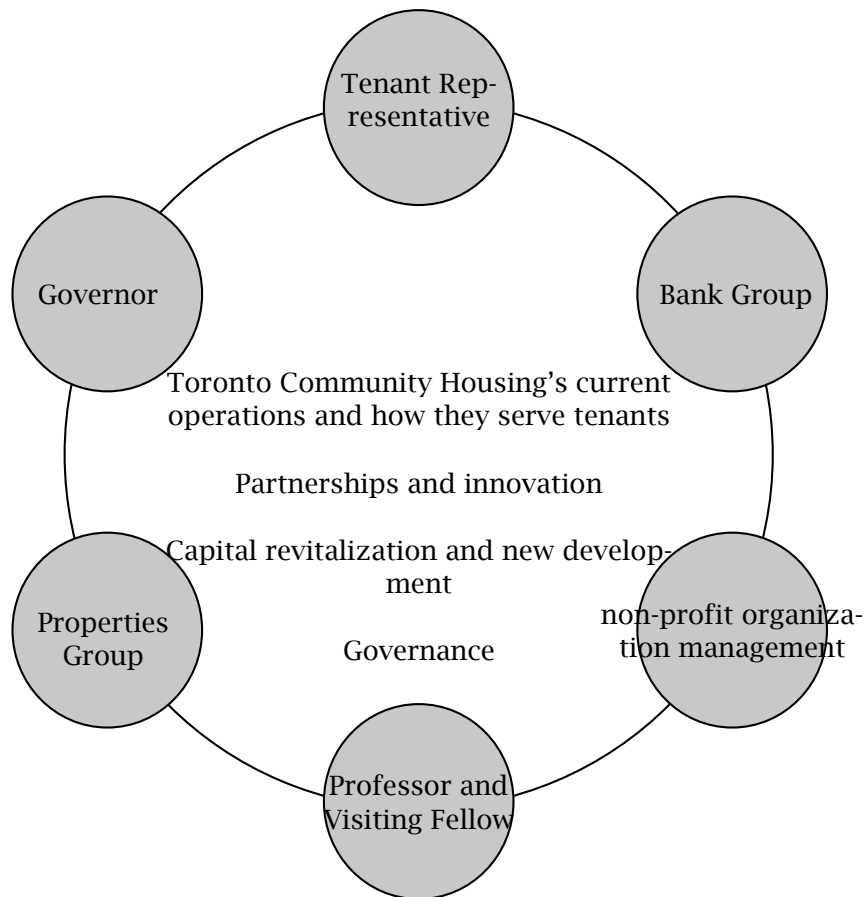 Tenant Rep-
resentative
Governor
Bank Group
Toronto Community Housing’s current
operations and how they serve tenants
Partnerships and innovation
Capital revitalization and new develop-
ment
Properties
Group
Governance
non-profit organiza-
tion management
Professor and
Visiting Fellow